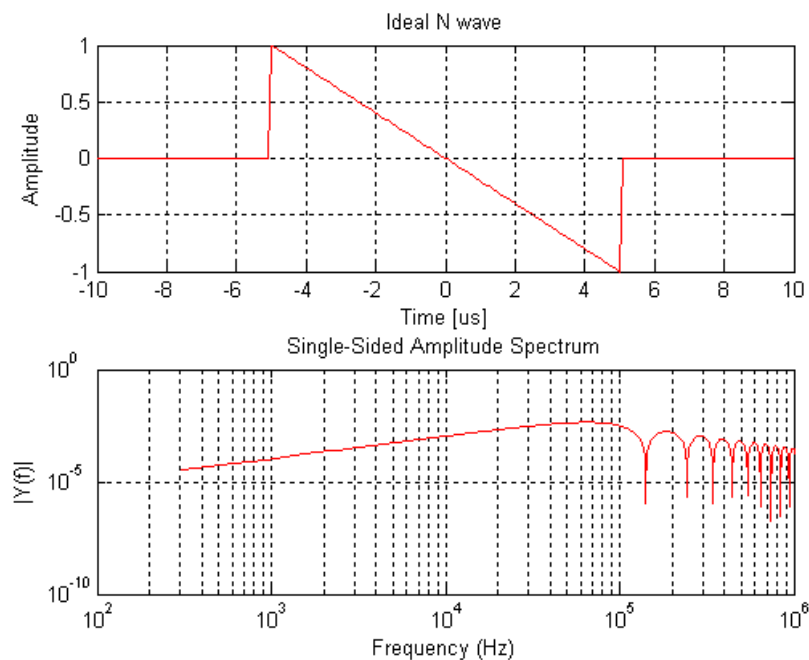 Ideal N wave
1
0.5
0
-0.5
-1
Amplitude
-10 -8 -6 -4 -2 0 2 4 6 8 10
Time [us]
Single-Sided Amplitude Spectrum
10^0
10^-5
10^-10
|Y(f)|
10^2 10^3 10^4 10^5 10^6
Frequency (Hz)